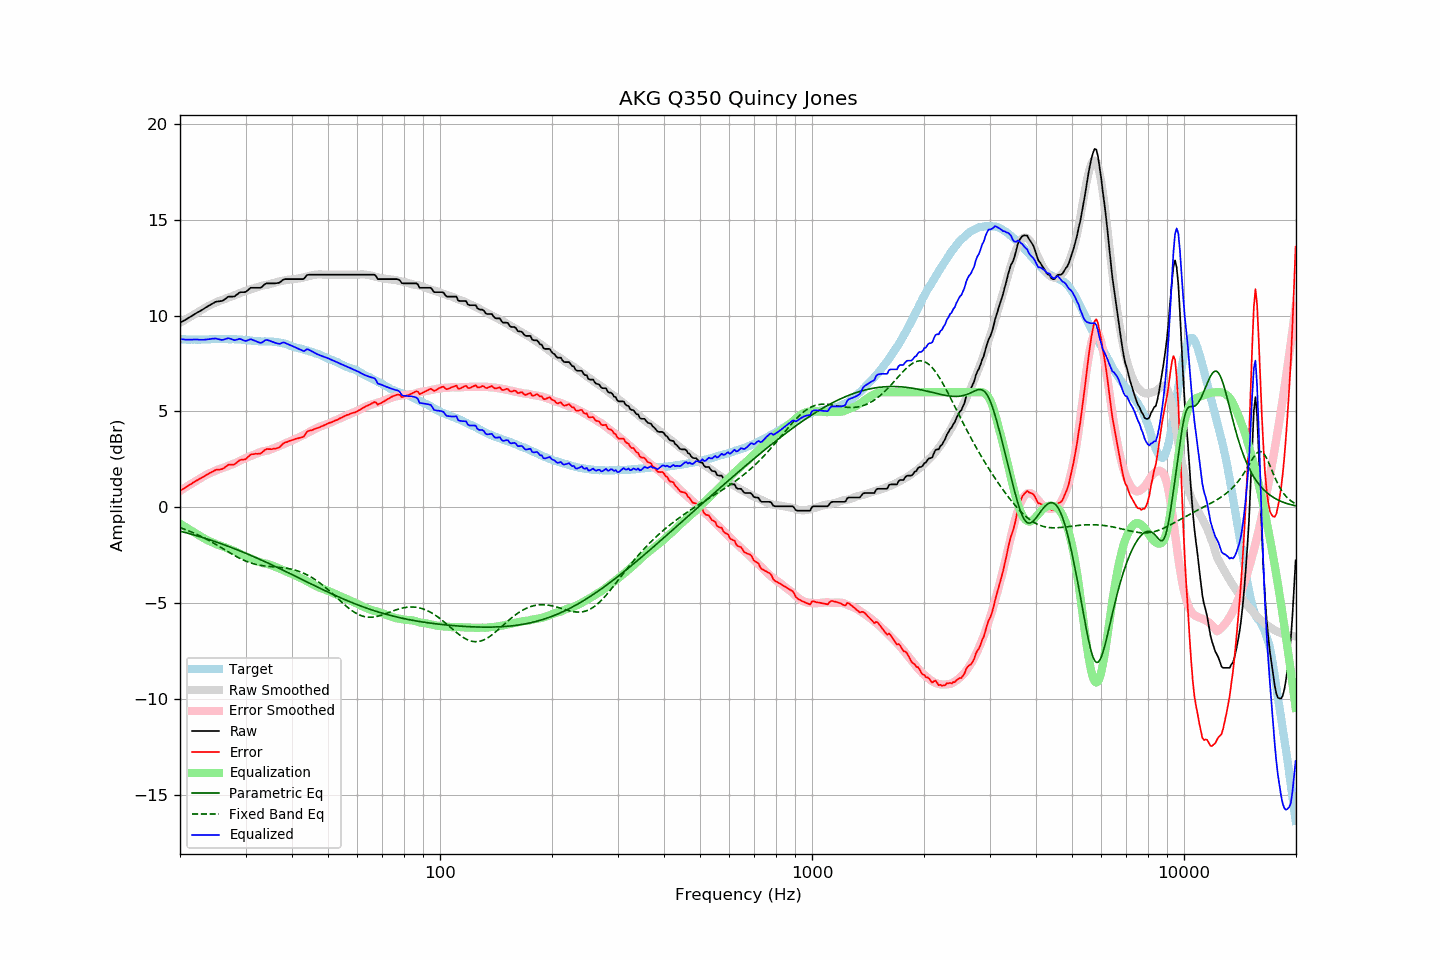 AKG Q350 Quincy Jones
20
15
10
5
0
−5
−10
−15
Amplitude (dBr)
Target
Raw Smoothed
Error Smoothed
Raw
Error
Equalization
Parametric Eq
Fixed Band Eq
Equalized
100
1000
10000
Frequency (Hz)